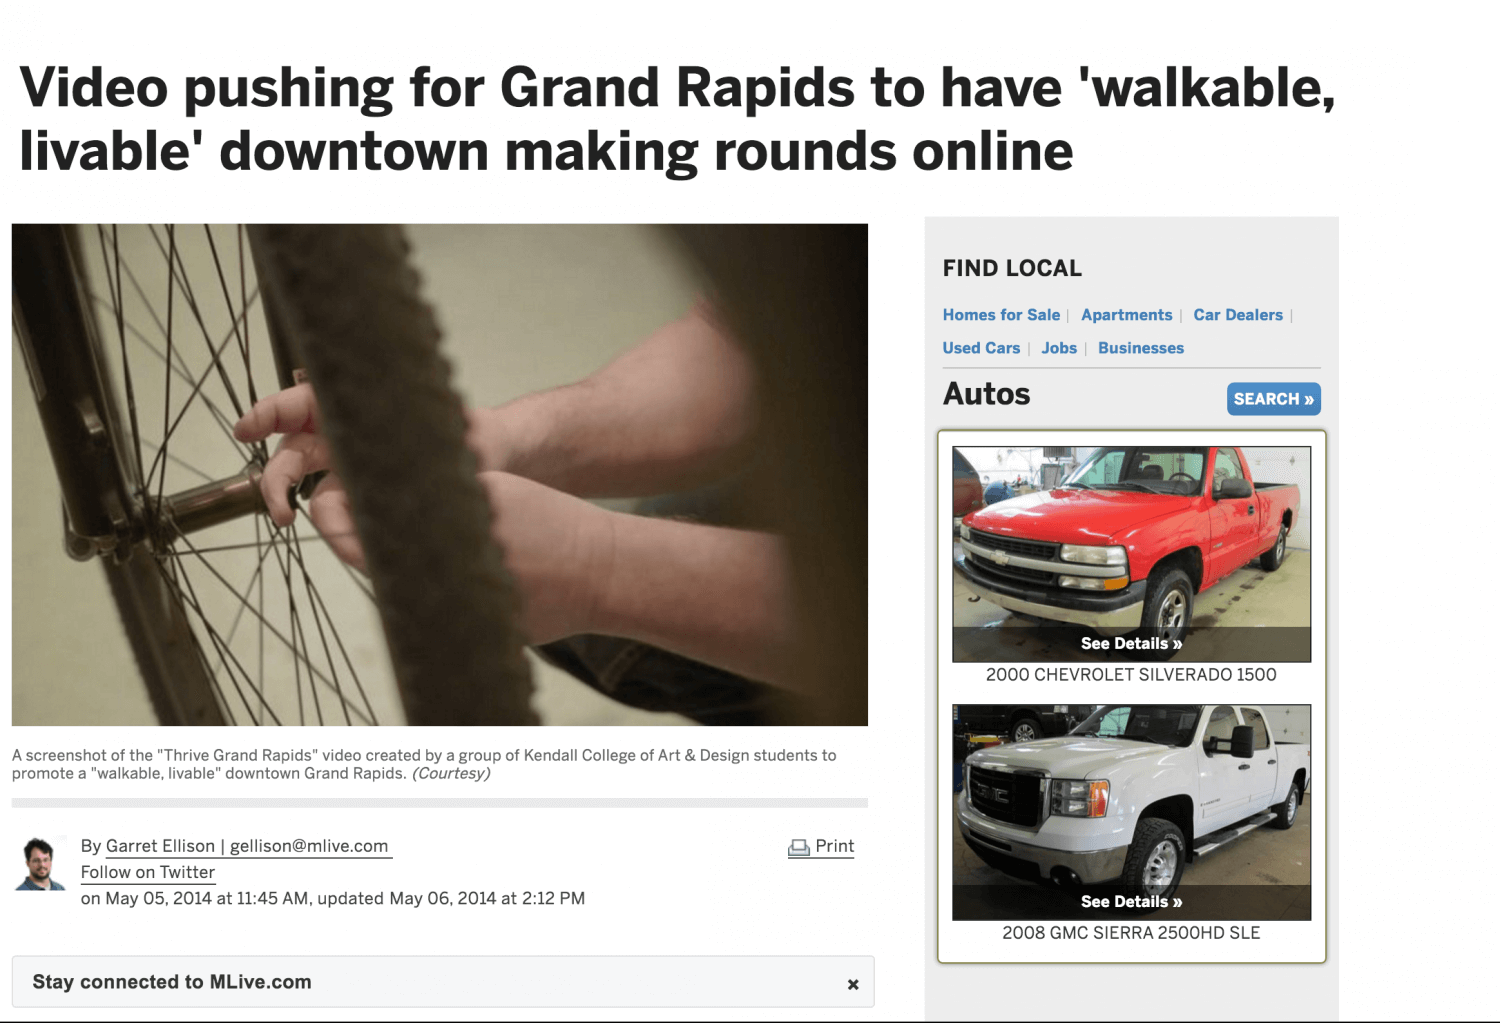 Video pushing for Grand Rapids to have 'walkable,
livable' downtown making rounds online
A screenshot of the "Thrive Grand Rapids" video created by a group of Kendall College of Art & Design students to
promote a "walkable, livable" downtown Grand Rapids. (Courtesy)
By Garret Ellison | gellison@mlive.com
Follow on Twitter
on May 05, 2014 at 11:45 AM, updated May 06, 2014 at 2:12 PM
Print
Stay connected to MLive.com ×
FIND LOCAL
Homes for Sale | Apartments | Car Dealers |
Used Cars | Jobs | Businesses
Autos
SEARCH »
See Details »
2000 CHEVROLET SILVERADO 1500
GMC
See Details »
2008 GMC SIERRA 2500HD SLE